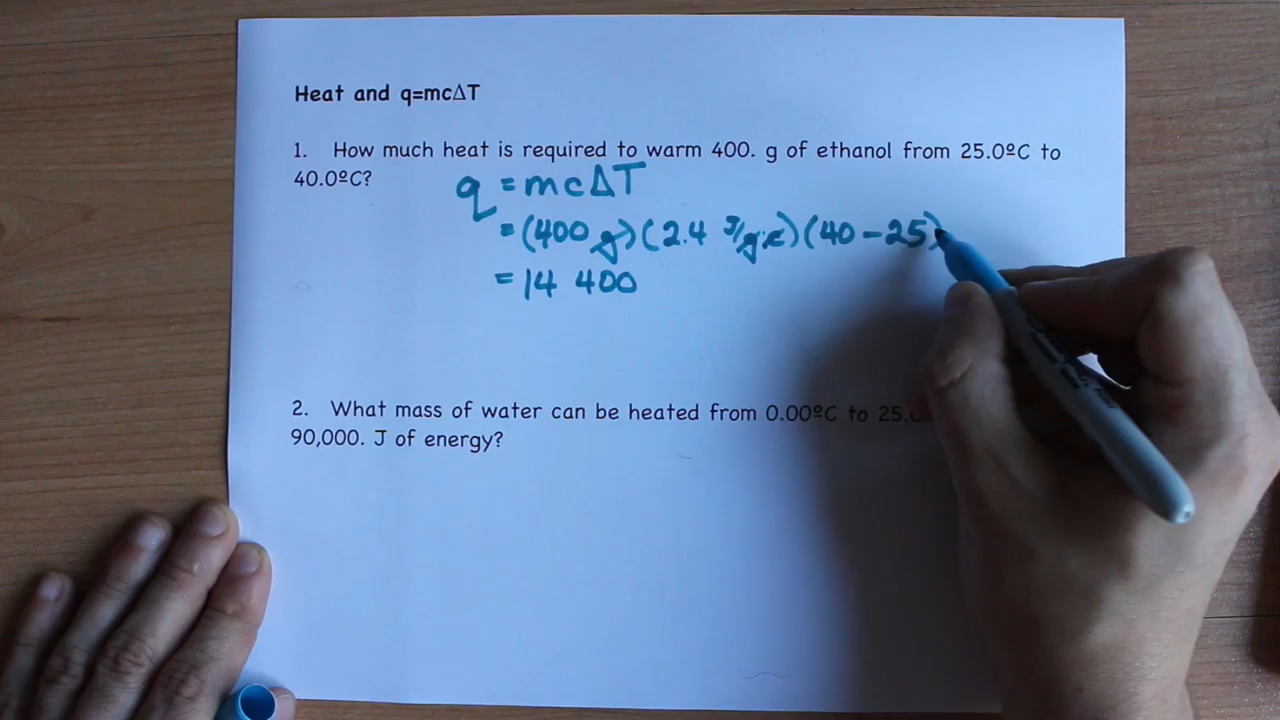 Heat and q=mcΔT
1. How much heat is required to warm 400. g of ethanol from 25.0ºC to
40.0ºC?
q = mcΔT
= (400 g)(2.4 J/g·c)(40 - 25)
= 14 400
2. What mass of water can be heated from 0.00ºC to 25.
90,000. J of energy?